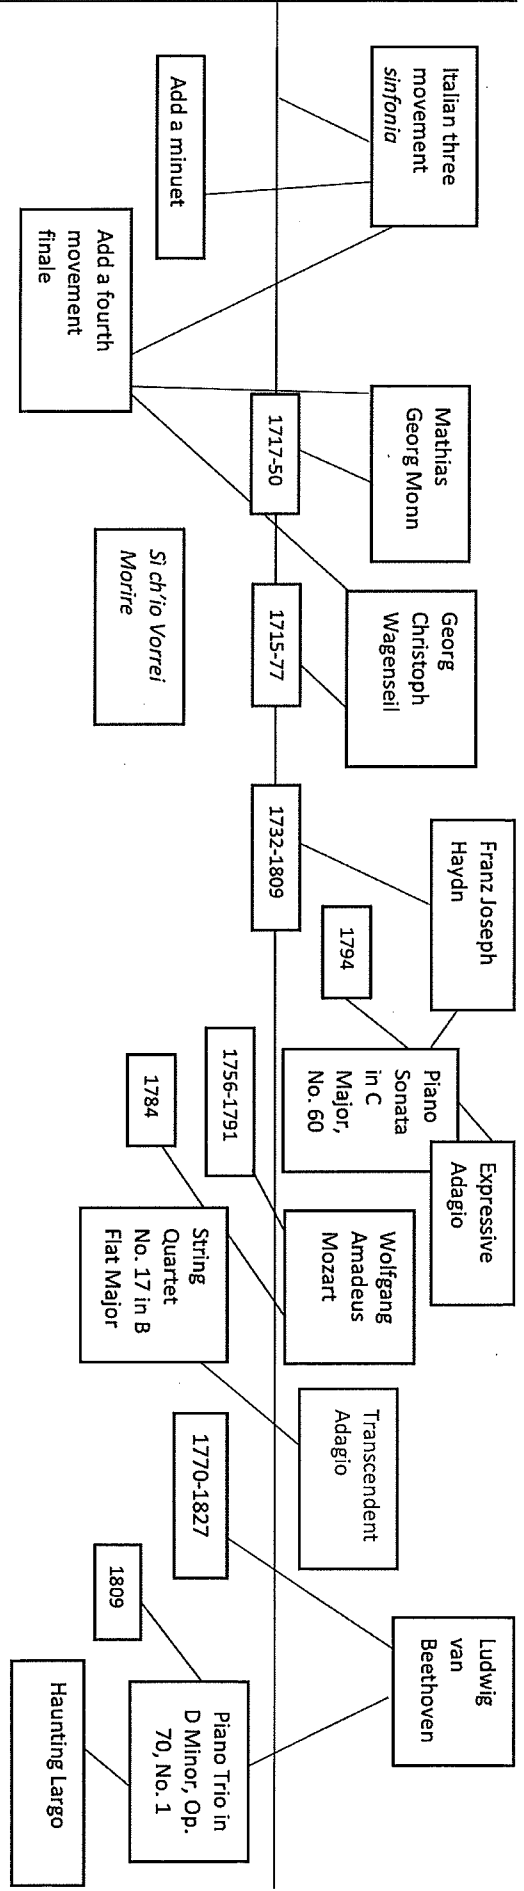 Italian three
movement
sinfonia
Add a minuet
Add a fourth
movement
finale
Mathias
Georg Monn
1717-50
Georg
Christoph
Wagenseil
1715-77
Sì ch'io Vorrei
Morire
Franz Joseph
Haydn
1732-1809
1794
Piano
Sonata
in C
Major,
No. 60
Expressive
Adagio
1756-1791
Wolfgang
Amadeus
Mozart
1784
String
Quartet
No. 17 in B
Flat Major
Transcendent
Adagio
1770-1827
Ludwig
van
Beethoven
1809
Piano Trio in
D Minor, Op.
70, No. 1
Haunting Largo